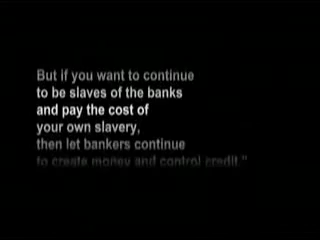 But if you want to continue
to be slaves of the banks
and pay the cost of
your own slavery,
then let bankers continue
to create money and control credit."